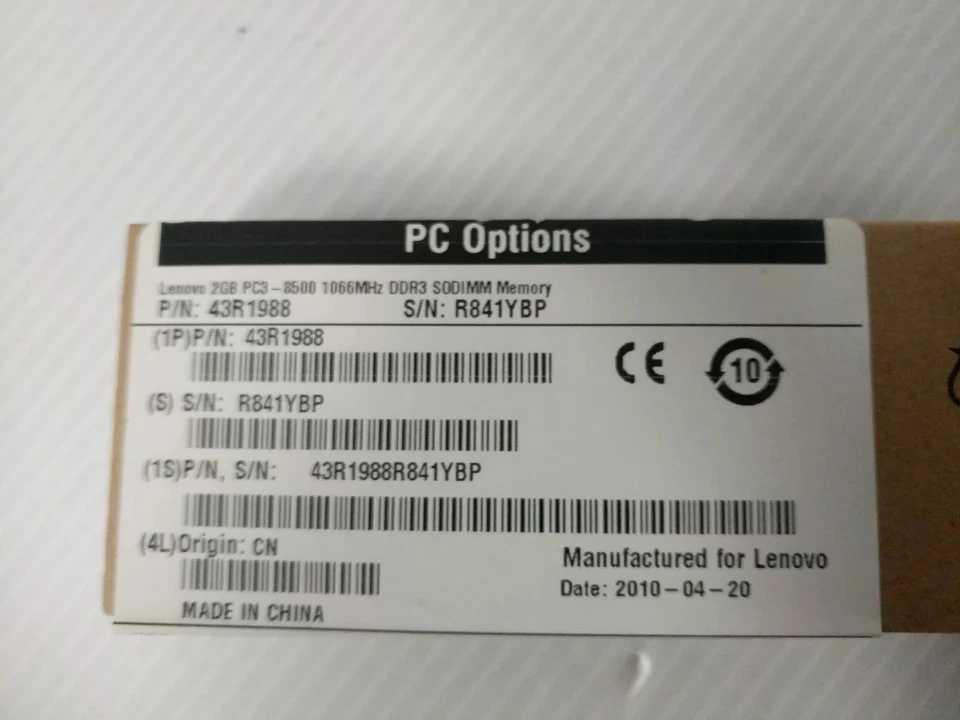 PC Options
Lenovo 2GB PC3-8500 1066MHz DDR3 SODIMM Memory
P/N: 43R1988 S/N: R841YBP
(1P)P/N: 43R1988
CE 10
(S) S/N: R841YBP
(1S)P/N, S/N: 43R1988R841YBP
(4L)Origin: CN
Manufactured for Lenovo
Date: 2010-04-20
MADE IN CHINA